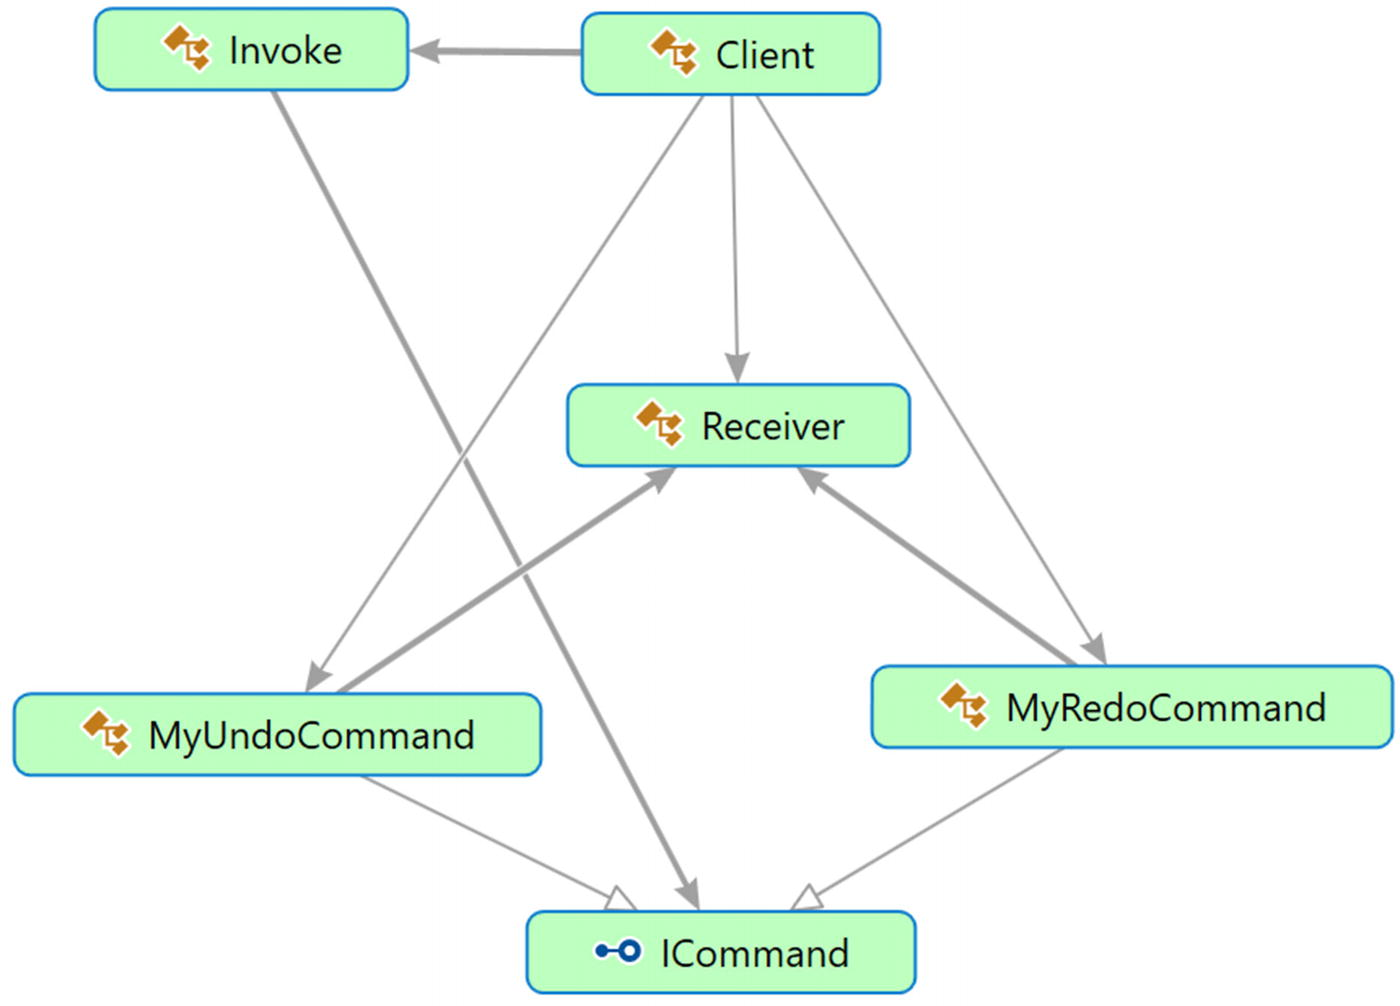 Invoke
Client
Receiver
MyUndoCommand
MyRedoCommand
ICommand